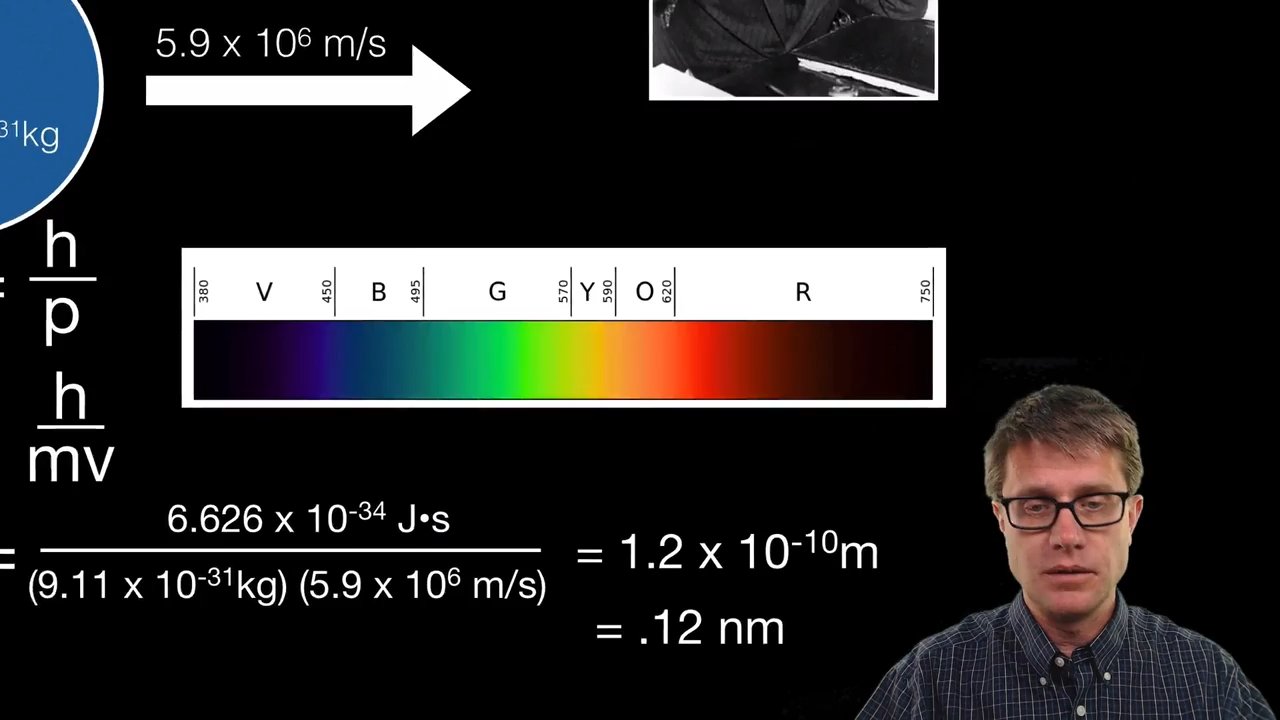 5.9 x 10⁶ m/s
³¹kg
= h
p
380 V 450 B 495 G 570 Y 590 O 620 R 750
h
mv
= 6.626 x 10⁻³⁴ J•s
(9.11 x 10⁻³¹kg) (5.9 x 10⁶ m/s)
= 1.2 x 10⁻¹⁰m
= .12 nm